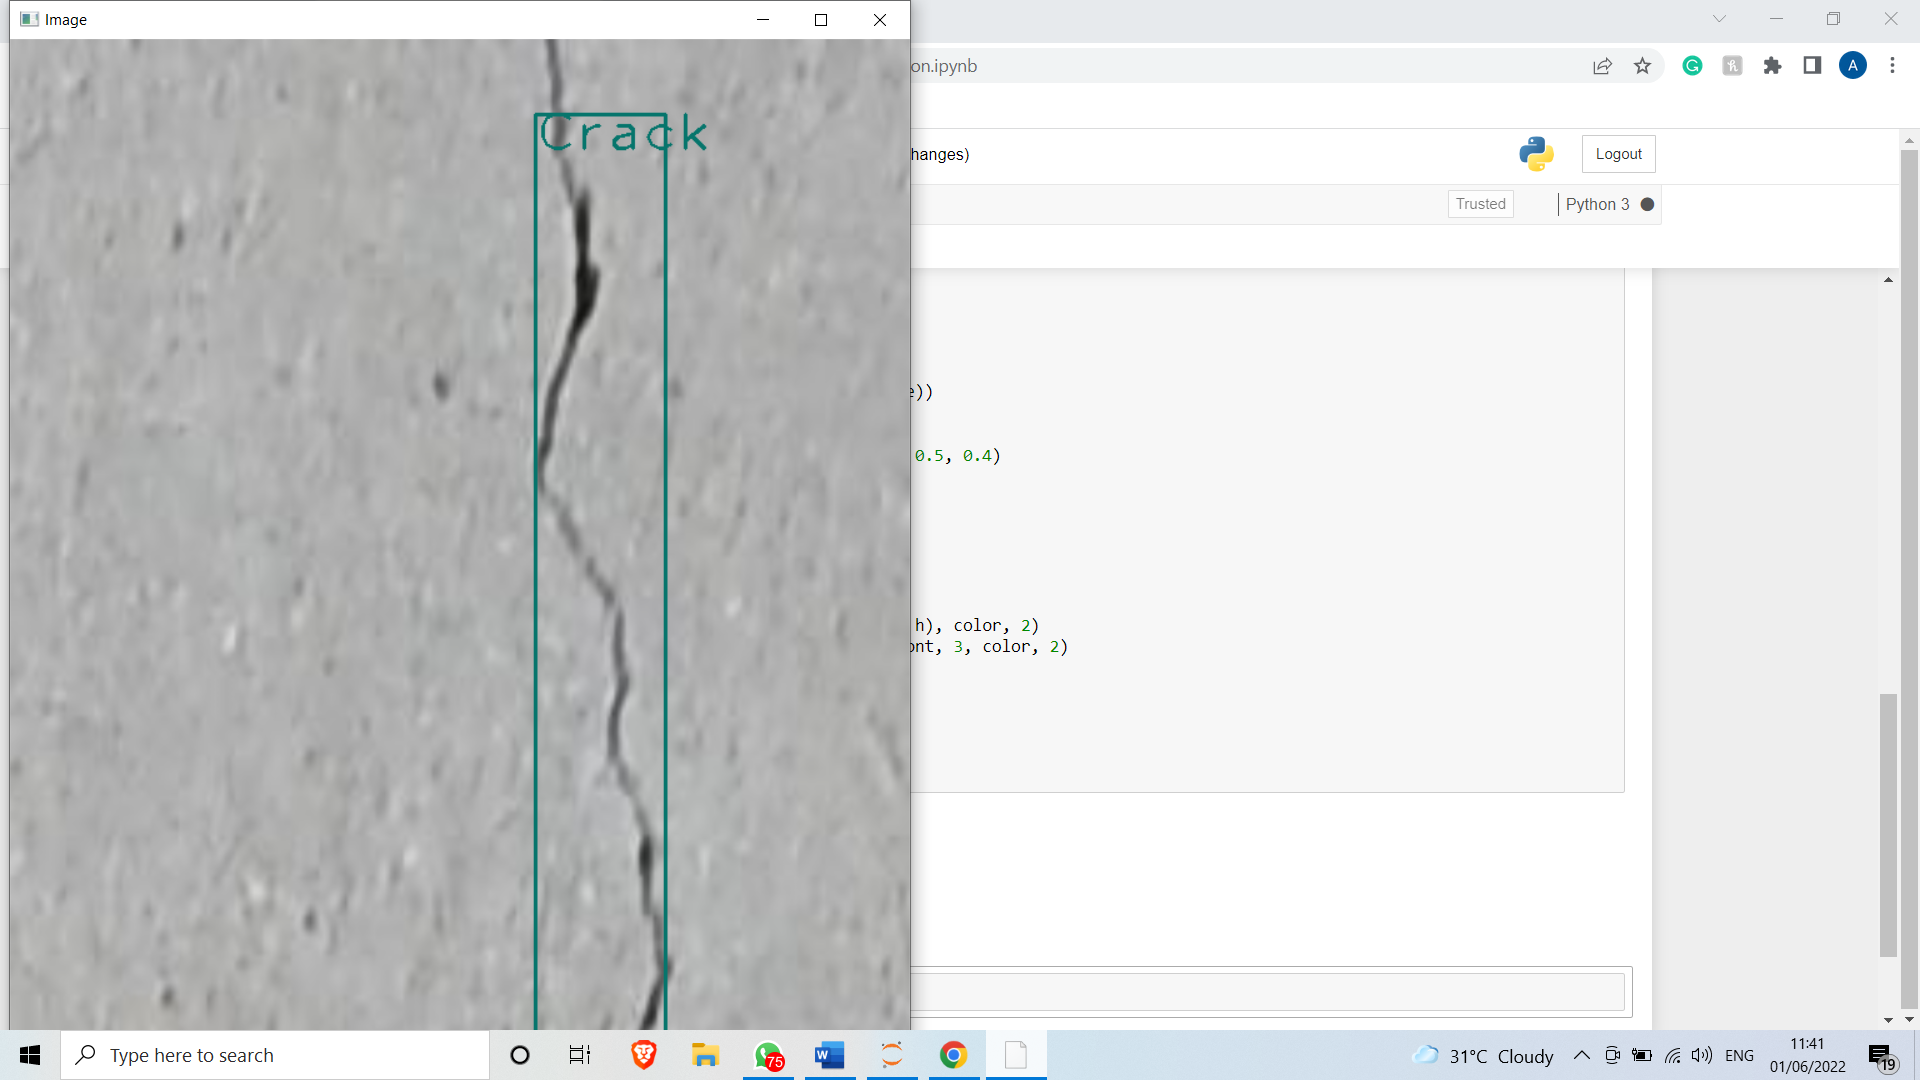 Image
on.ipynb
A
Crack
hanges)
Logout
Trusted
Python 3
e))
0.5, 0.4)
h), color, 2)
ont, 3, color, 2)
Type here to search
75
W
31°C Cloudy
ENG
11:41
01/06/2022
19